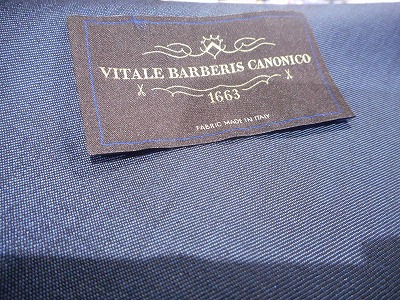 VITALE BARBERIS CANONICO
1663
FABRIC MADE IN ITALY